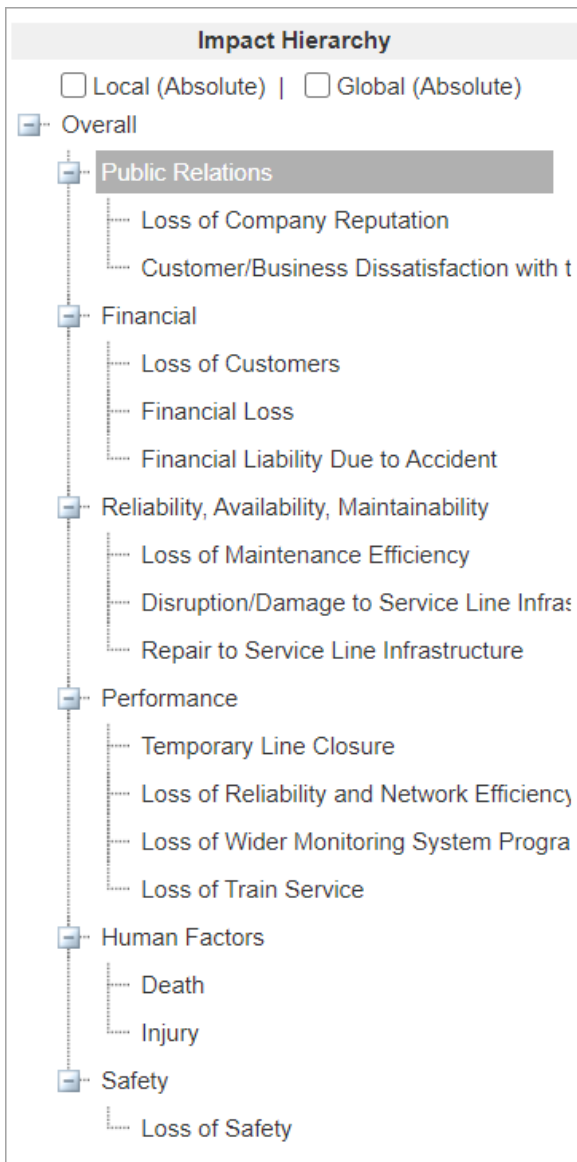 Impact Hierarchy
Local (Absolute) | Global (Absolute)
Overall
Public Relations
Loss of Company Reputation
Customer/Business Dissatisfaction with t
Financial
Loss of Customers
Financial Loss
Financial Liability Due to Accident
Reliability, Availability, Maintainability
Loss of Maintenance Efficiency
Disruption/Damage to Service Line Infras
Repair to Service Line Infrastructure
Performance
Temporary Line Closure
Loss of Reliability and Network Efficiency
Loss of Wider Monitoring System Progra
Loss of Train Service
Human Factors
Death
Injury
Safety
Loss of Safety